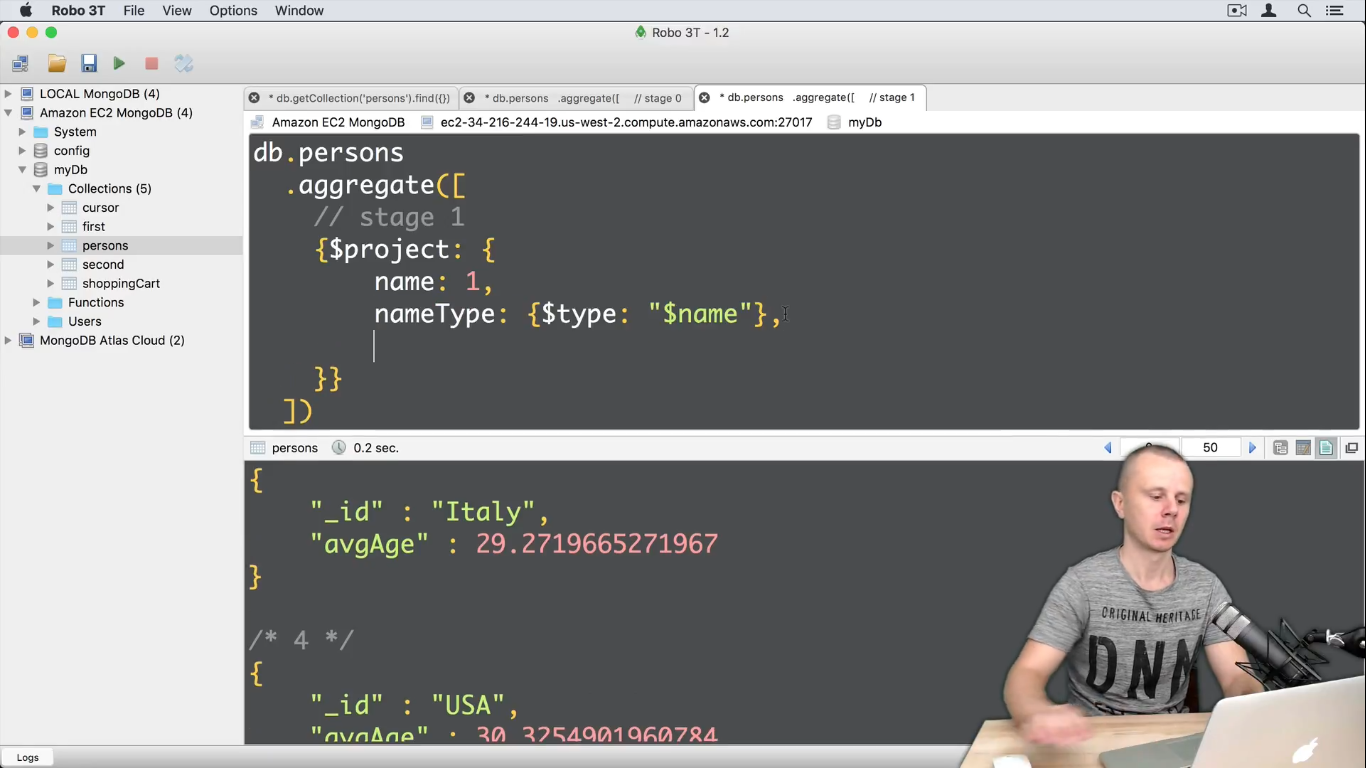 Robo 3T File View Options Window
Robo 3T - 1.2
LOCAL MongoDB (4)
Amazon EC2 MongoDB (4)
System
config
myDb
Collections (5)
cursor
first
persons
second
shoppingCart
Functions
Users
MongoDB Atlas Cloud (2)
* db.getCollection('persons').find({}) * db.persons .aggregate([ // stage 0 * db.persons .aggregate([ // stage 1
Amazon EC2 MongoDB ec2-34-216-244-19.us-west-2.compute.amazonaws.com:27017 myDb
db.persons
.aggregate([
// stage 1
{$project: {
name: 1,
nameType: {$type: "$name"},
}}
])
persons 0.2 sec. 50
{
"_id" : "Italy",
"avgAge" : 29.2719665271967
}
/* 4 */
{
"_id" : "USA",
"avgAge" : 30.3254901960784
ORIGINAL HERITAGE
DNM
Logs